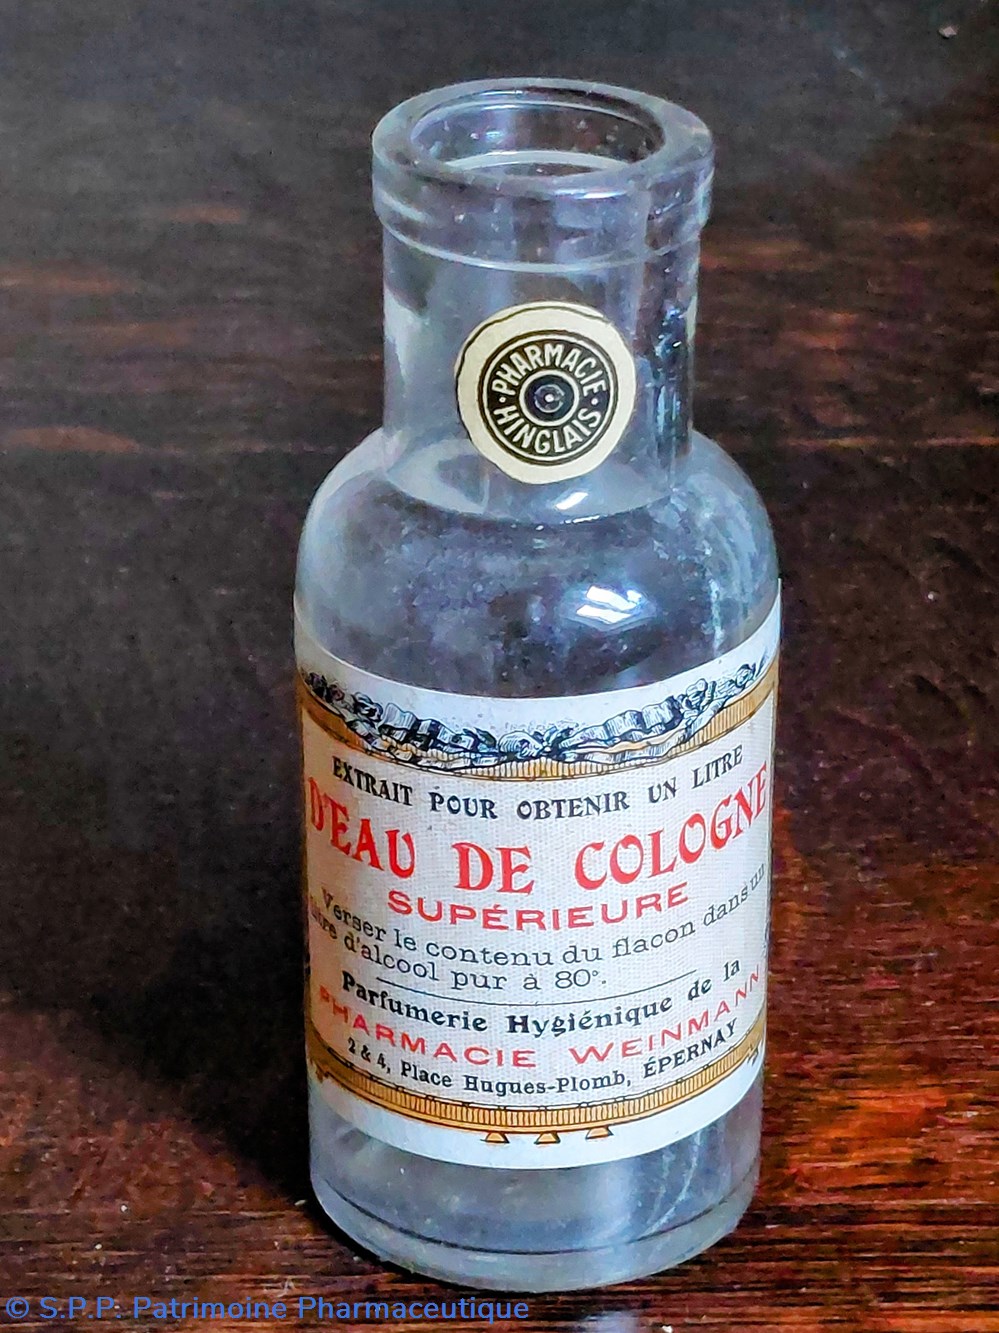 PHARMACIE
HINGLAIS
EXTRAIT POUR OBTENIR UN LITRE
D'EAU DE COLOGNE
SUPÉRIEURE
Verser le contenu du flacon dans un
litre d'alcool pur à 80°.
Parfumerie Hygiénique de la
PHARMACIE WEINMANN
2 & 4, Place Hugues-Plomb, ÉPERNAY
© S.P.P. Patrimoine Pharmaceutique